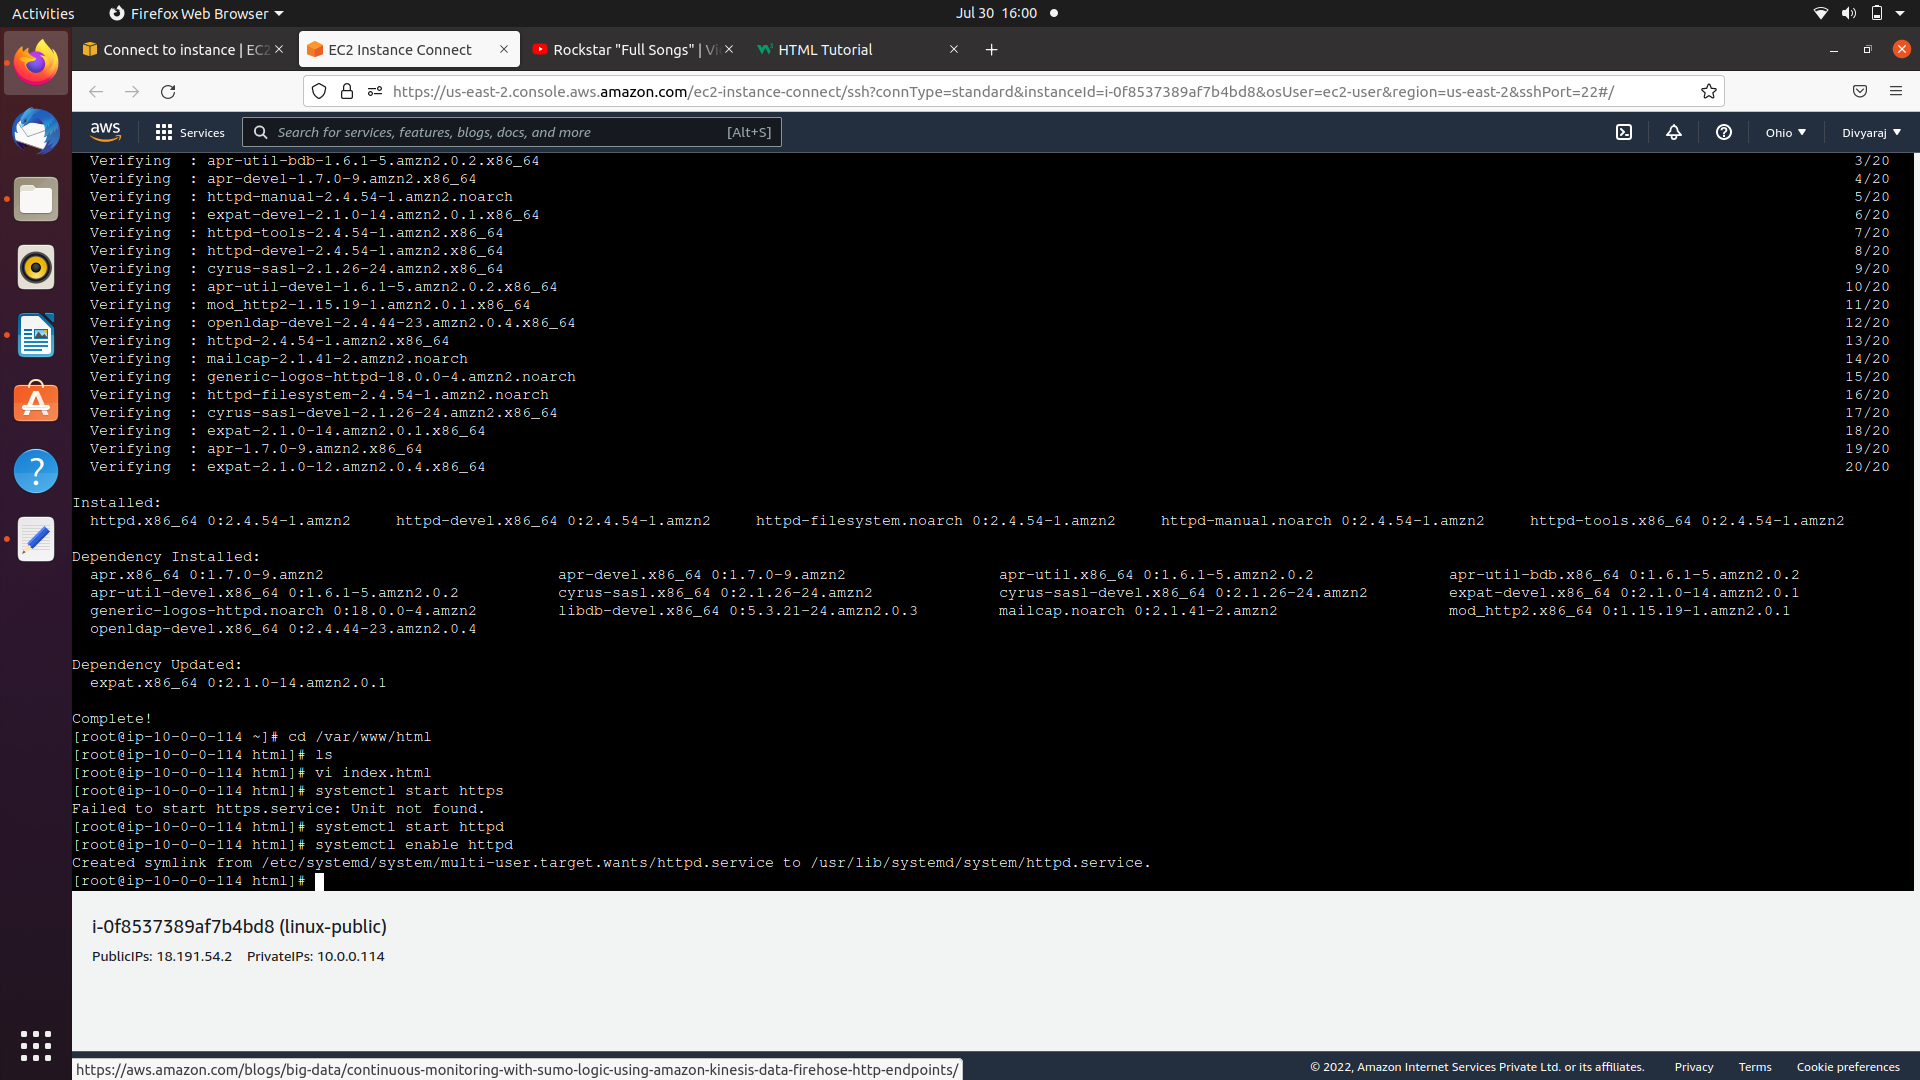 Activities
Firefox Web Browser
Jul 30 16:00
Connect to instance | EC2
EC2 Instance Connect
Rockstar "Full Songs" | Vi
HTML Tutorial
https://us-east-2.console.aws.amazon.com/ec2-instance-connect/ssh?connType=standard&instanceId=i-0f8537389af7b4bd8&osUser=ec2-user&region=us-east-2&sshPort=22#/
aws
Services
Search for services, features, blogs, docs, and more
[Alt+S]
Ohio
Divyaraj
Verifying : apr-util-bdb-1.6.1-5.amzn2.0.2.x86_64 3/20
Verifying : apr-devel-1.7.0-9.amzn2.x86_64 4/20
Verifying : httpd-manual-2.4.54-1.amzn2.noarch 5/20
Verifying : expat-devel-2.1.0-14.amzn2.0.1.x86_64 6/20
Verifying : httpd-tools-2.4.54-1.amzn2.x86_64 7/20
Verifying : httpd-devel-2.4.54-1.amzn2.x86_64 8/20
Verifying : cyrus-sasl-2.1.26-24.amzn2.x86_64 9/20
Verifying : apr-util-devel-1.6.1-5.amzn2.0.2.x86_64 10/20
Verifying : mod_http2-1.15.19-1.amzn2.0.1.x86_64 11/20
Verifying : openldap-devel-2.4.44-23.amzn2.0.4.x86_64 12/20
Verifying : httpd-2.4.54-1.amzn2.x86_64 13/20
Verifying : mailcap-2.1.41-2.amzn2.noarch 14/20
Verifying : generic-logos-httpd-18.0.0-4.amzn2.noarch 15/20
Verifying : httpd-filesystem-2.4.54-1.amzn2.noarch 16/20
Verifying : cyrus-sasl-devel-2.1.26-24.amzn2.x86_64 17/20
Verifying : expat-2.1.0-14.amzn2.0.1.x86_64 18/20
Verifying : apr-1.7.0-9.amzn2.x86_64 19/20
Verifying : expat-2.1.0-12.amzn2.0.4.x86_64 20/20
Installed:
httpd.x86_64 0:2.4.54-1.amzn2 httpd-devel.x86_64 0:2.4.54-1.amzn2 httpd-filesystem.noarch 0:2.4.54-1.amzn2 httpd-manual.noarch 0:2.4.54-1.amzn2 httpd-tools.x86_64 0:2.4.54-1.amzn2
Dependency Installed:
apr.x86_64 0:1.7.0-9.amzn2 apr-devel.x86_64 0:1.7.0-9.amzn2 apr-util.x86_64 0:1.6.1-5.amzn2.0.2 apr-util-bdb.x86_64 0:1.6.1-5.amzn2.0.2
apr-util-devel.x86_64 0:1.6.1-5.amzn2.0.2 cyrus-sasl.x86_64 0:2.1.26-24.amzn2 cyrus-sasl-devel.x86_64 0:2.1.26-24.amzn2 expat-devel.x86_64 0:2.1.0-14.amzn2.0.1
generic-logos-httpd.noarch 0:18.0.0-4.amzn2 libdb-devel.x86_64 0:5.3.21-24.amzn2.0.3 mailcap.noarch 0:2.1.41-2.amzn2 mod_http2.x86_64 0:1.15.19-1.amzn2.0.1
openldap-devel.x86_64 0:2.4.44-23.amzn2.0.4
Dependency Updated:
expat.x86_64 0:2.1.0-14.amzn2.0.1
Complete!
[root@ip-10-0-0-114 ~]# cd /var/www/html
[root@ip-10-0-0-114 html]# ls
[root@ip-10-0-0-114 html]# vi index.html
[root@ip-10-0-0-114 html]# systemctl start https
Failed to start https.service: Unit not found.
[root@ip-10-0-0-114 html]# systemctl start httpd
[root@ip-10-0-0-114 html]# systemctl enable httpd
Created symlink from /etc/systemd/system/multi-user.target.wants/httpd.service to /usr/lib/systemd/system/httpd.service.
[root@ip-10-0-0-114 html]#
i-0f8537389af7b4bd8 (linux-public)
PublicIPs: 18.191.54.2 PrivateIPs: 10.0.0.114
https://aws.amazon.com/blogs/big-data/continuous-monitoring-with-sumo-logic-using-amazon-kinesis-data-firehose-http-endpoints/
© 2022, Amazon Internet Services Private Ltd. or its affiliates.
Privacy
Terms
Cookie preferences